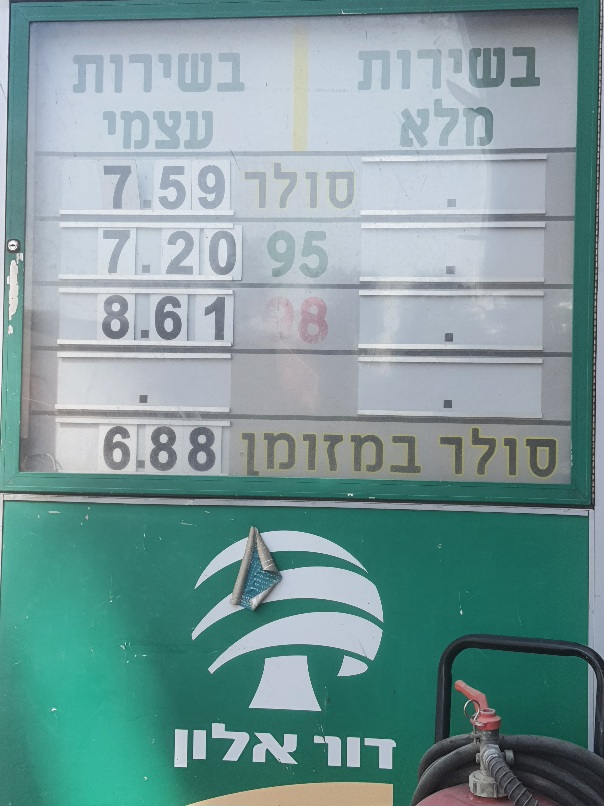 בשירות מלא
בשירות עצמי
סולר 7.59
95 7.20
98 8.61
סולר במזומן 6.88
דור אלון